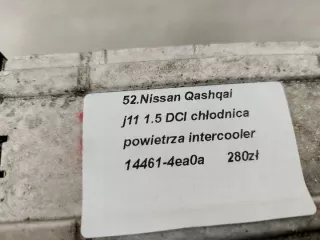 52.Nissan Qashqai
j11 1.5 DCI chłodnica
powietrza intercooler
14461-4ea0a 280zł